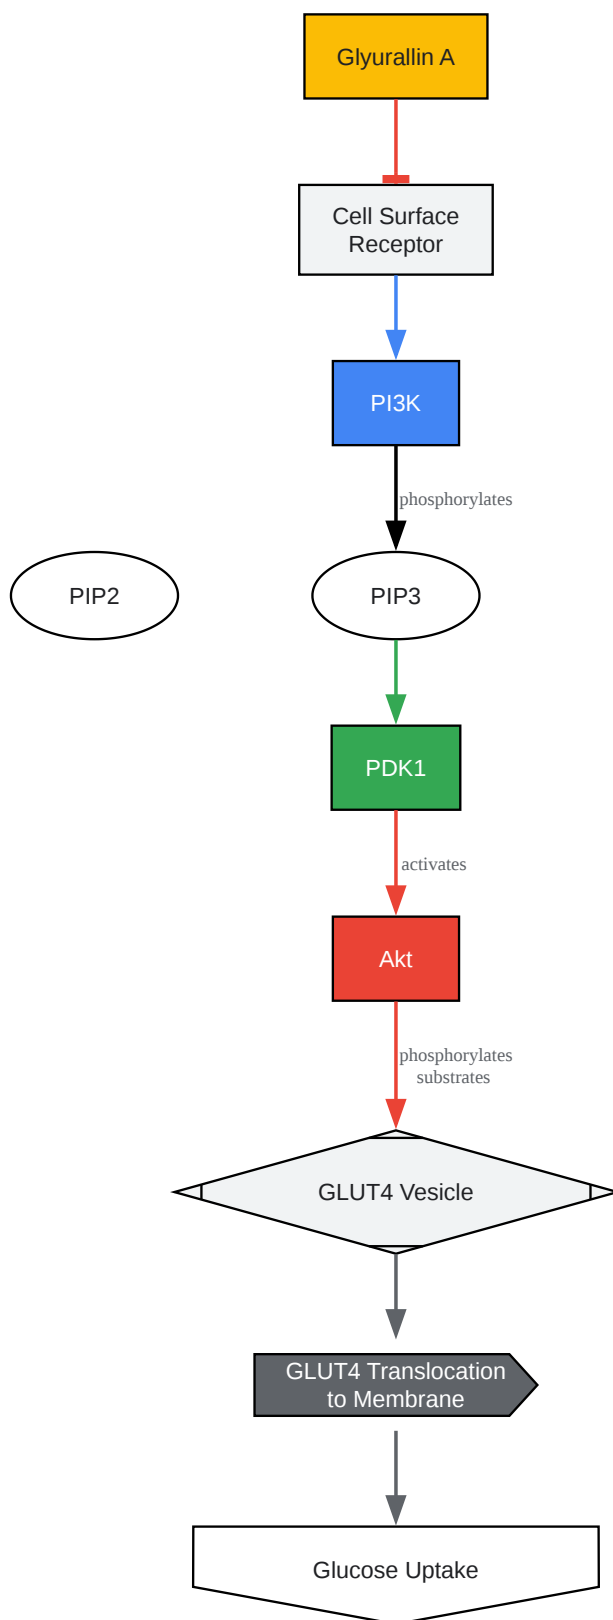 Glyurallin A
Cell Surface
Receptor
PI3K
phosphorylates
PIP2
PIP3
PDK1
activates
Akt
phosphorylates
substrates
GLUT4 Vesicle
GLUT4 Translocation
to Membrane
Glucose Uptake